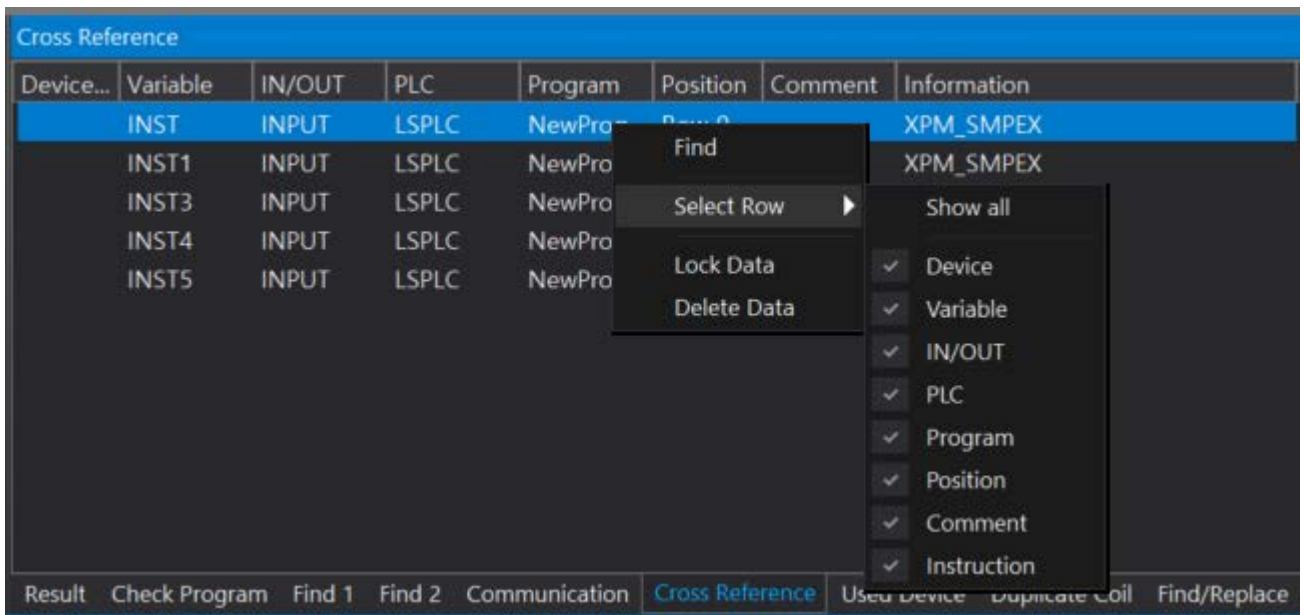 Cross Reference
Device... Variable IN/OUT PLC Program Position Comment Information
INST INPUT LSPLC NewProg XPM_SMPEX
Find
INST1 INPUT LSPLC NewPro XPM_SMPEX
INST3 INPUT LSPLC NewPro Select Row Show all
INST4 INPUT LSPLC NewPro
INST5 INPUT LSPLC NewPro Lock Data Device
Delete Data Variable
IN/OUT
PLC
Program
Position
Comment
Instruction
Result Check Program Find 1 Find 2 Communication Cross Reference Used Device Duplicate Coil Find/Replace